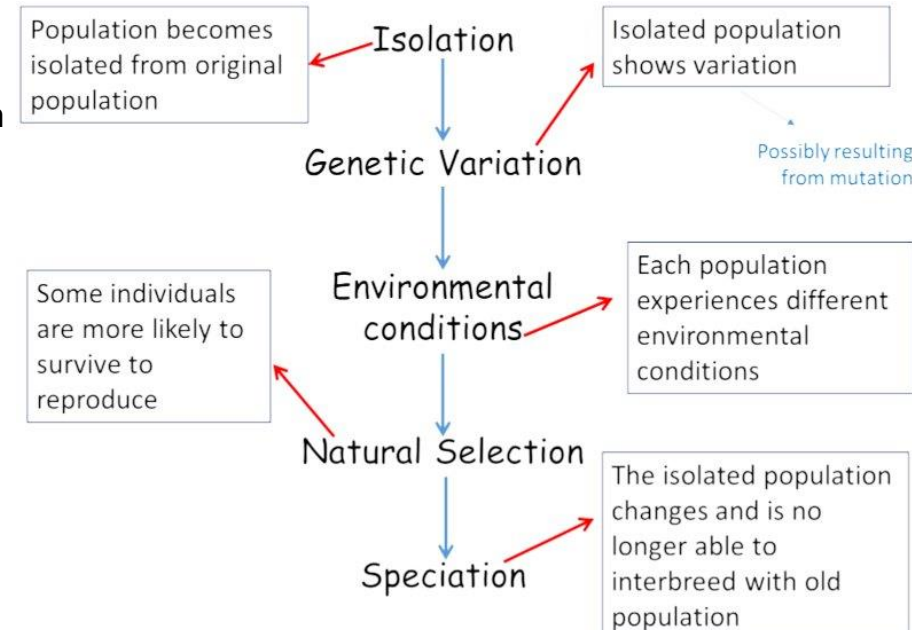 Population becomes
isolated from original
population
Isolation
Isolated population
shows variation
Possibly resulting
from mutation
Genetic Variation
Environmental
conditions
Each population
experiences different
environmental
conditions
Some individuals
are more likely to
survive to
reproduce
Natural Selection
The isolated population
changes and is no
longer able to
interbreed with old
population
Speciation